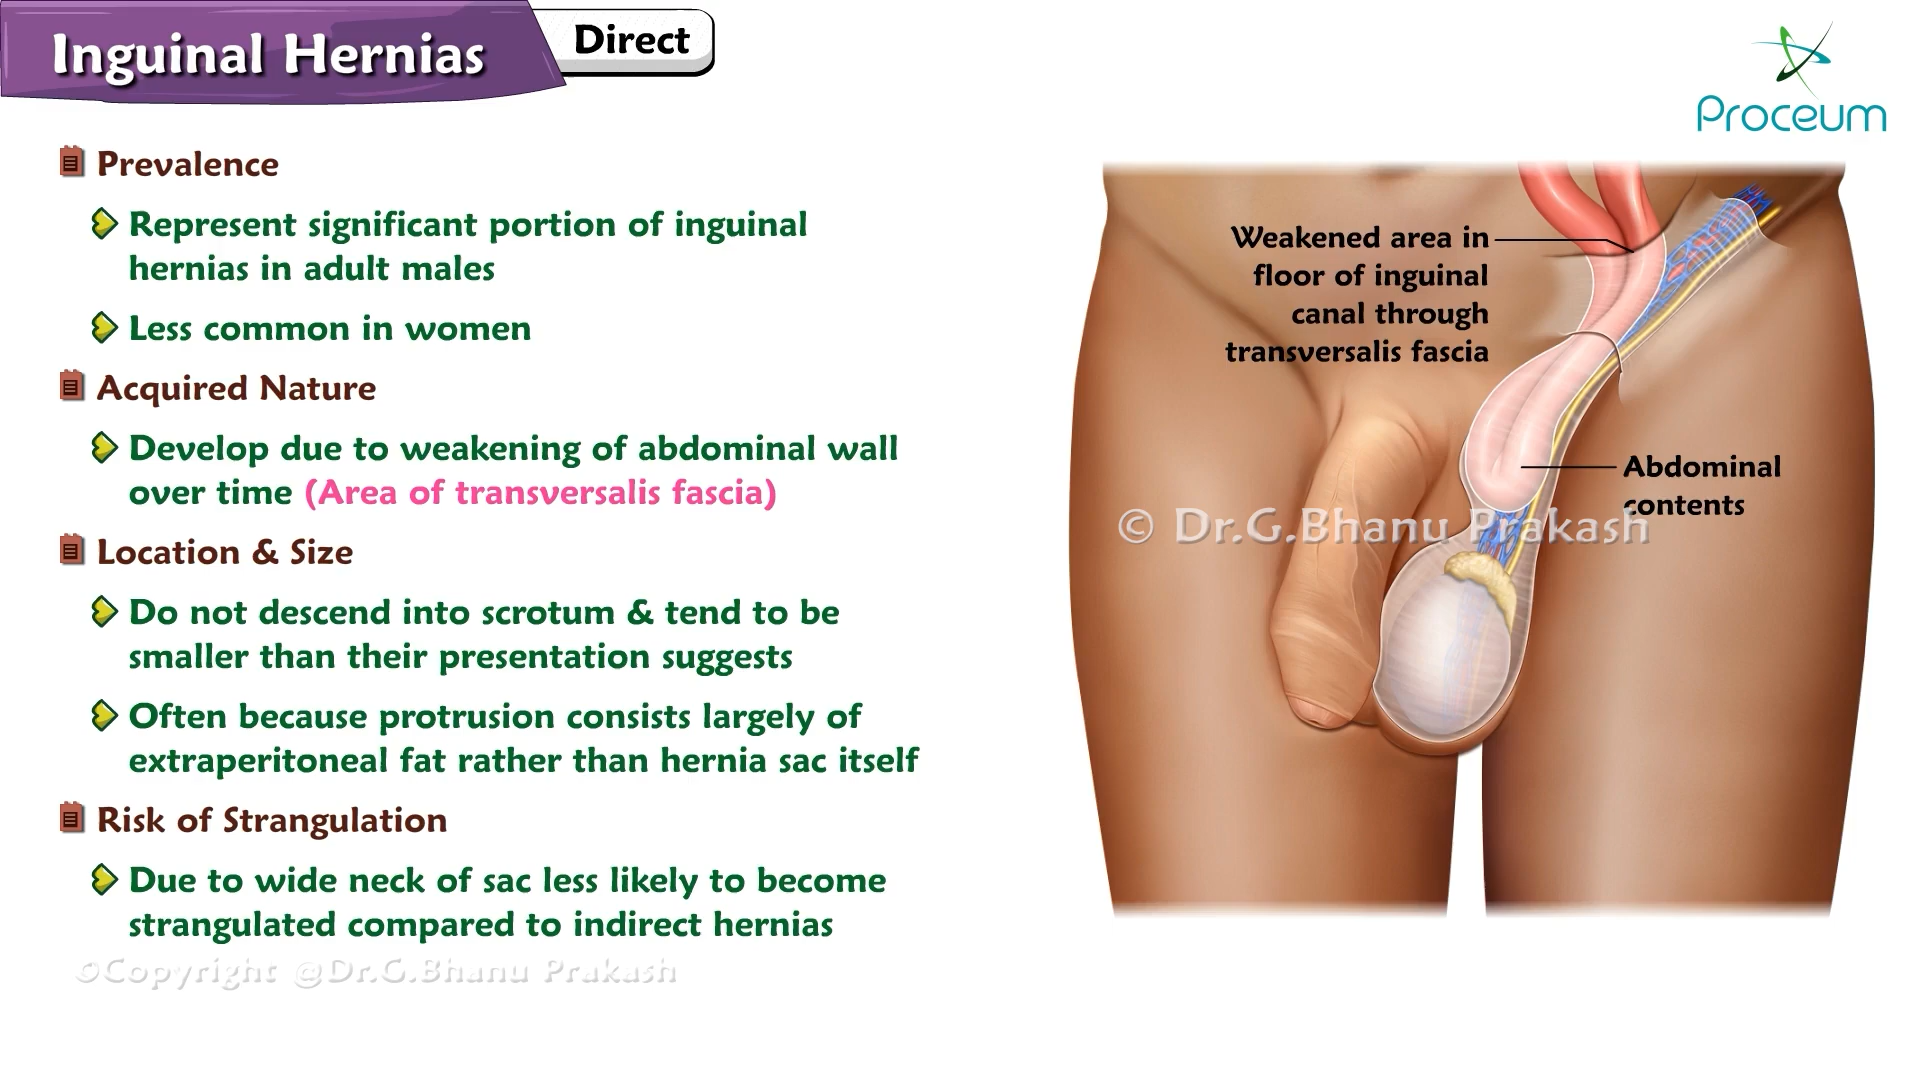 Inguinal Hernias
Direct
Proceum
Prevalence
Represent significant portion of inguinal
hernias in adult males
Less common in women
Acquired Nature
Develop due to weakening of abdominal wall
over time (Area of transversalis fascia)
Location & Size
Do not descend into scrotum & tend to be
smaller than their presentation suggests
Often because protrusion consists largely of
extraperitoneal fat rather than hernia sac itself
Risk of Strangulation
Due to wide neck of sac less likely to become
strangulated compared to indirect hernias
©Copyright @Dr.G.Bhanu Prakash
Weakened area in
floor of inguinal
canal through
transversalis fascia
Abdominal
contents
© Dr.G.Bhanu Prakash